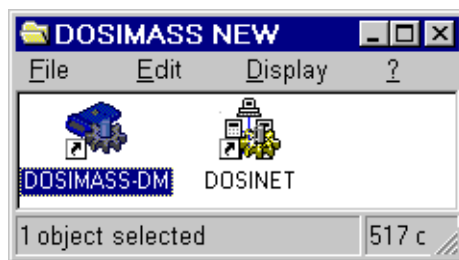 DOSIMASS NEW
File Edit Display ?
DOSIMASS-DM DOSINET
1 object selected 517 c